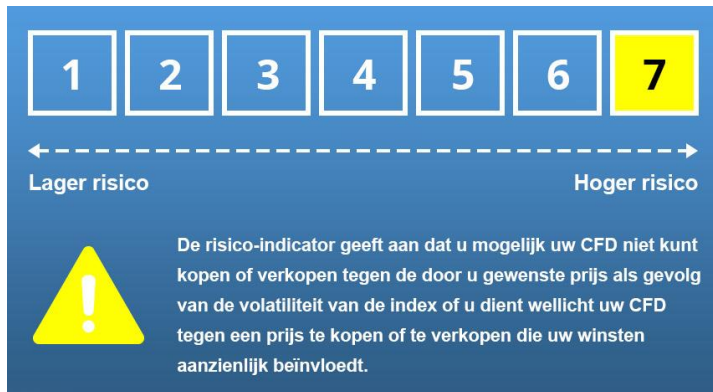 1 2 3 4 5 6 7
Lager risico Hoger risico
De risico-indicator geeft aan dat u mogelijk uw CFD niet kunt
kopen of verkopen tegen de door u gewenste prijs als gevolg
van de volatiliteit van de index of u dient wellicht uw CFD
tegen een prijs te kopen of te verkopen die uw winsten
aanzienlijk beïnvloedt.